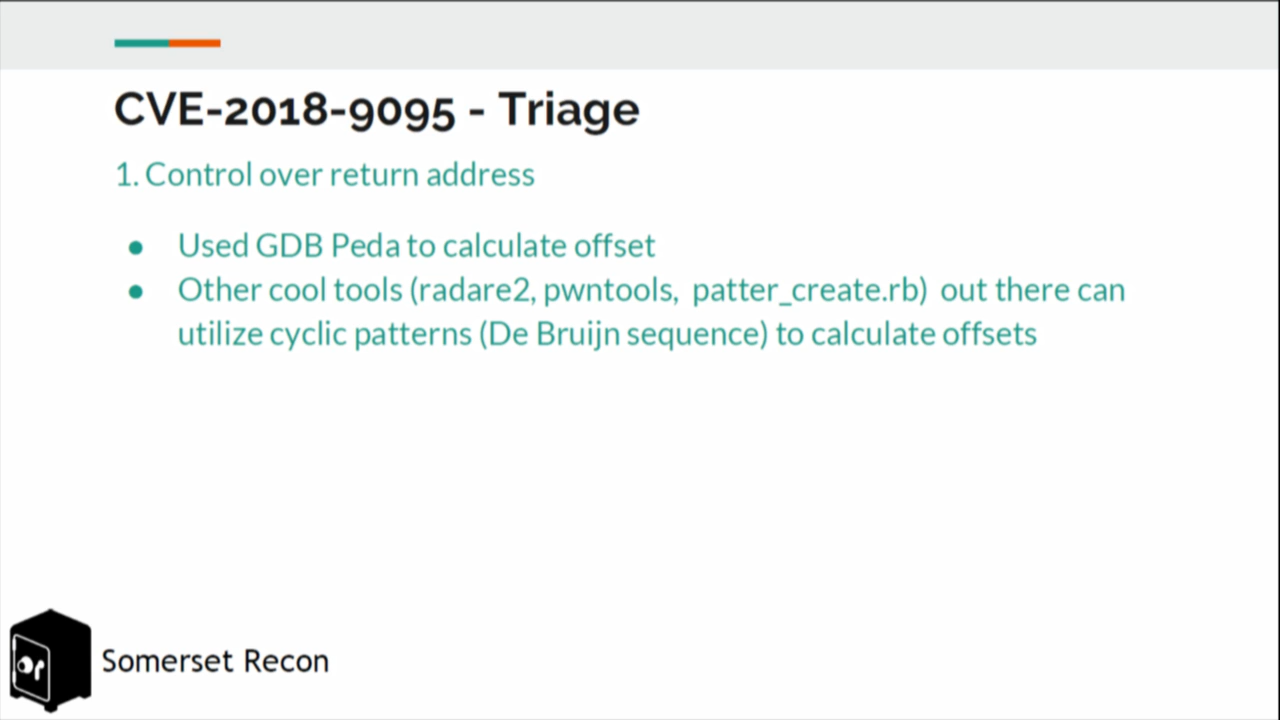 CVE-2018-9095 - Triage
1. Control over return address
● Used GDB Peda to calculate offset
● Other cool tools (radare2, pwntools, patter_create.rb) out there can
utilize cyclic patterns (De Bruijn sequence) to calculate offsets
Somerset Recon